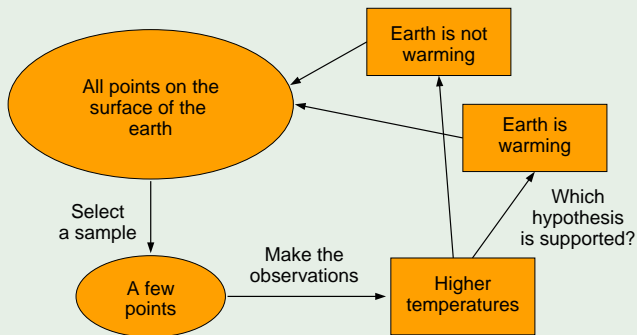 All points on the
surface of the
earth
Earth is not
warming
Earth is
warming
Select
a sample
Which
hypothesis
is supported?
Make the
observations
A few
points
Higher
temperatures